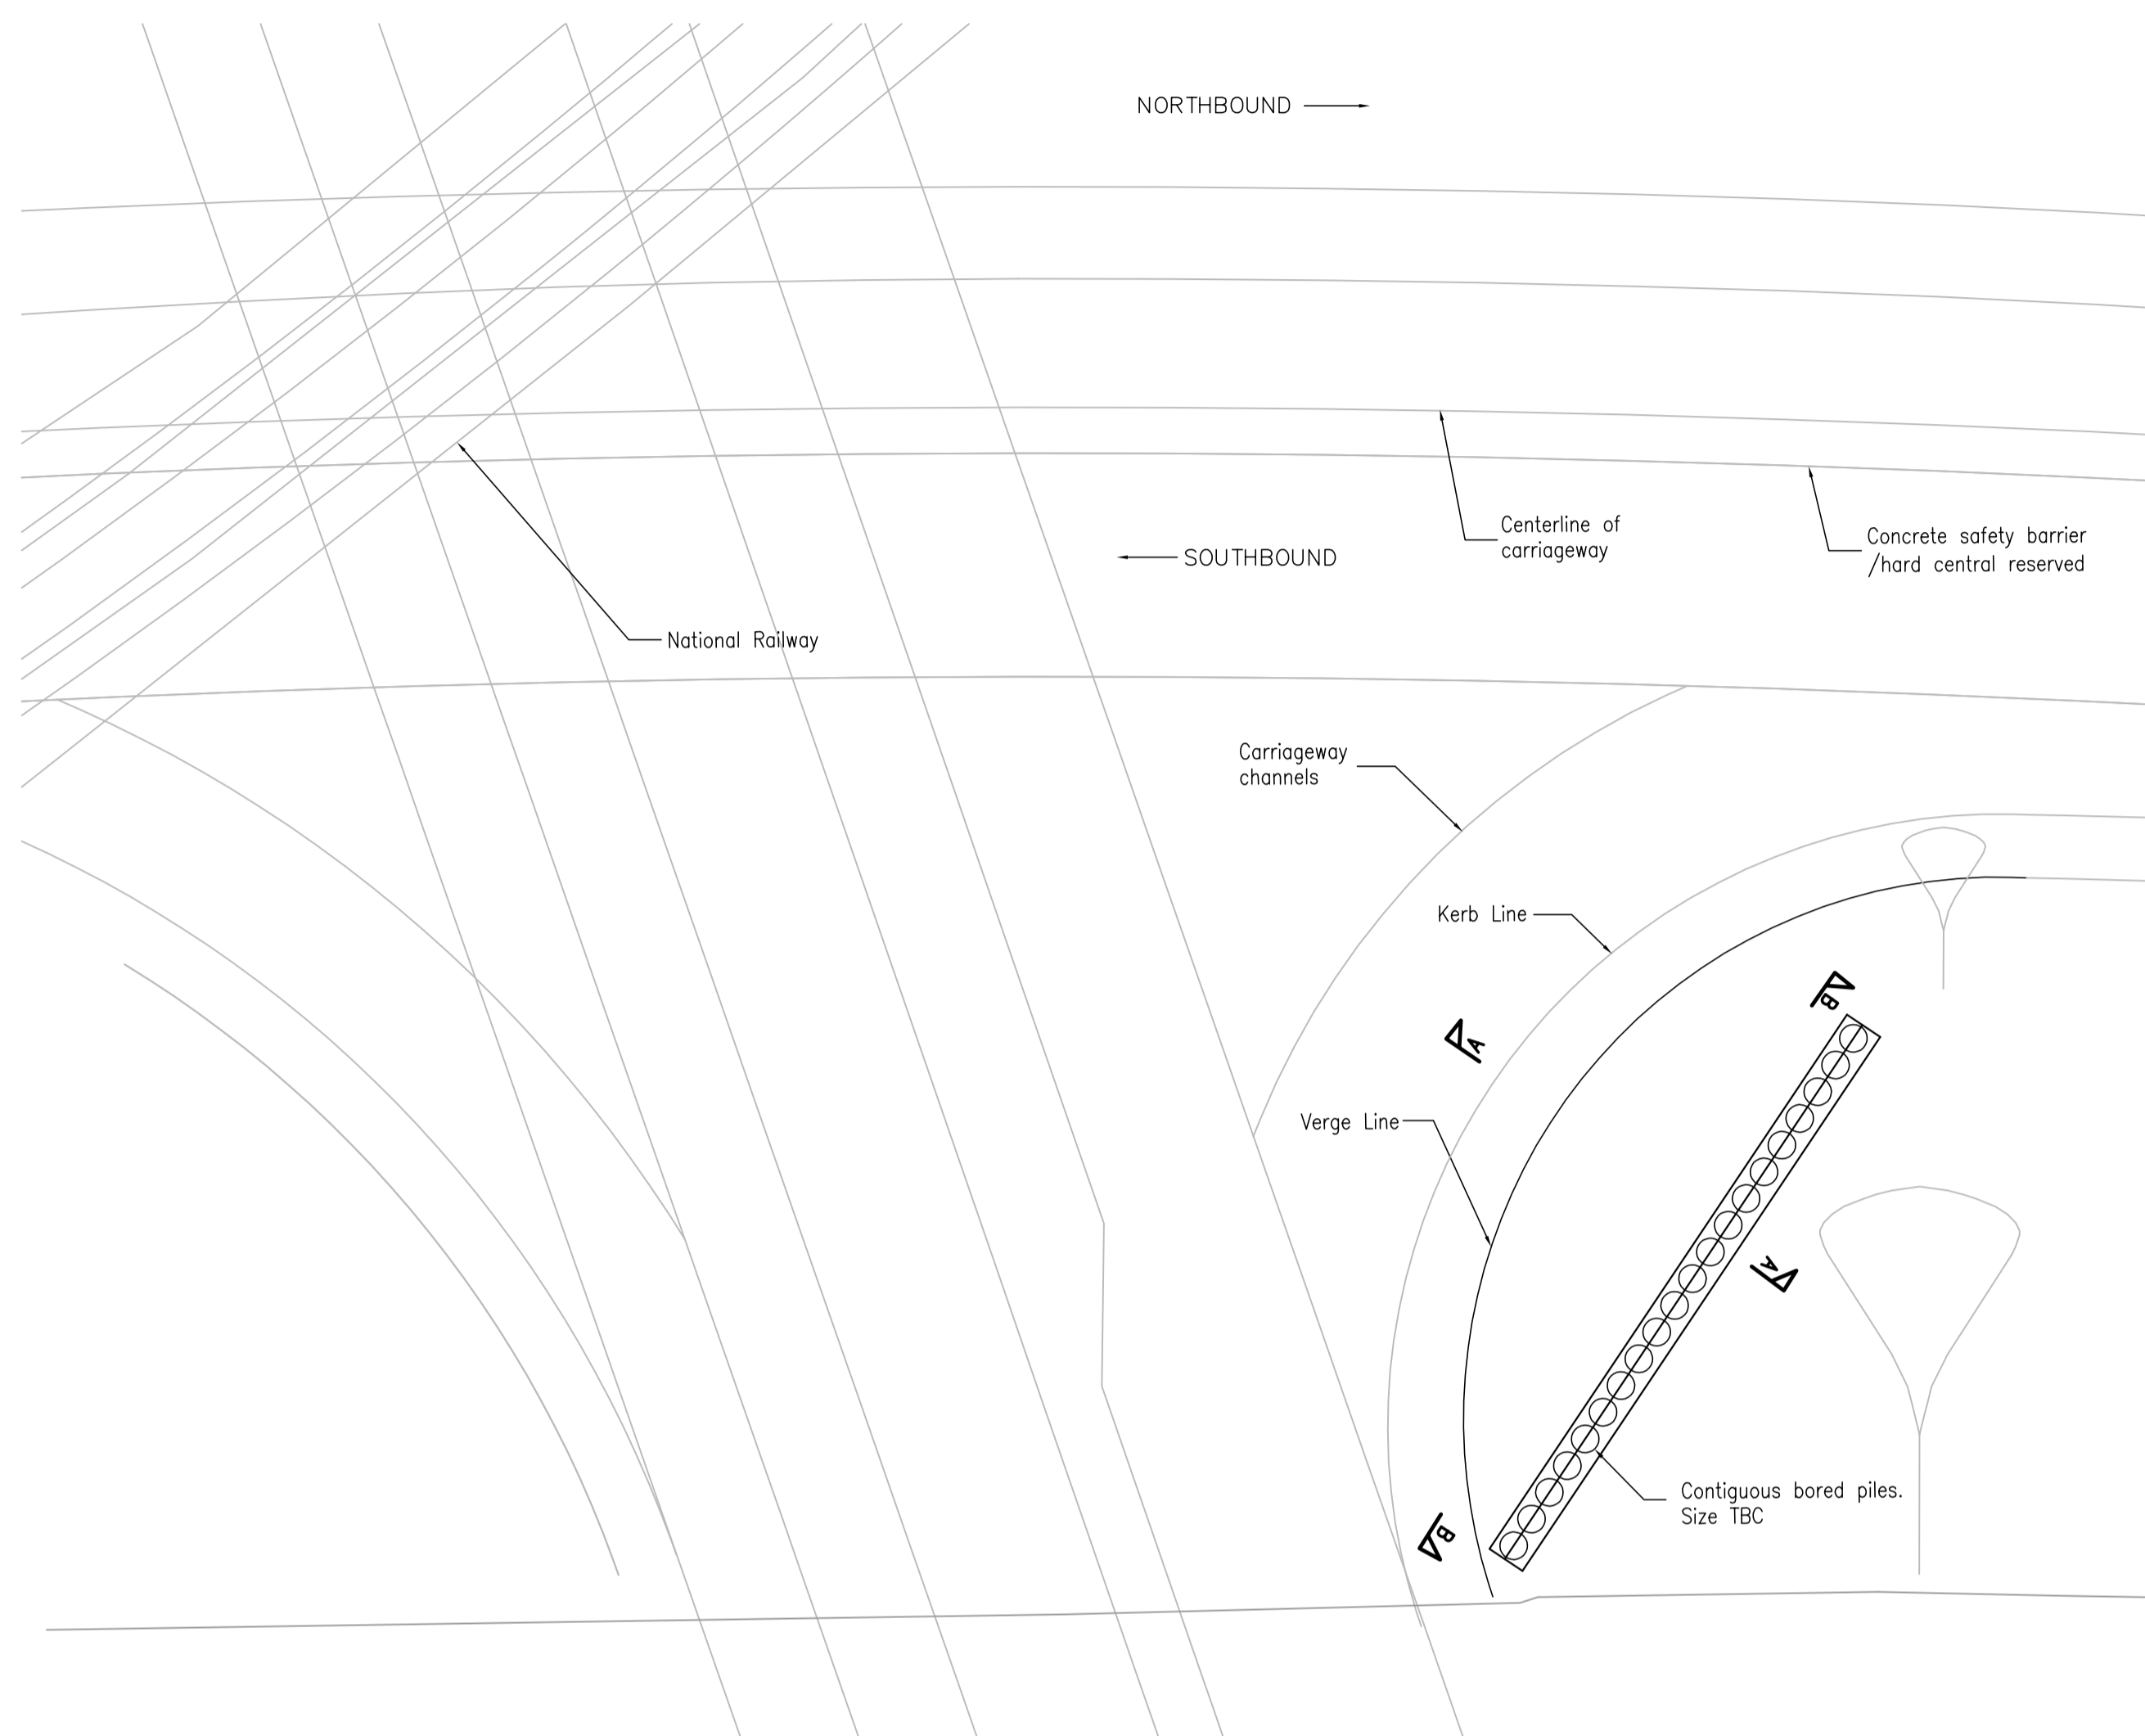 NORTHBOUND
Centerline of
carriageway
Concrete safety barrier
/hard central reserved
SOUTHBOUND
National Railway
Carriageway
channels
Kerb Line
B
A
Verge Line
A
Contiguous bored piles.
Size TBC
B